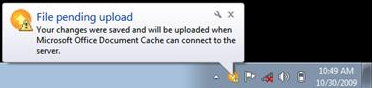 File pending upload
Your changes were saved and will be uploaded when
Microsoft Office Document Cache can connect to the
server.
10:49 AM
10/30/2009